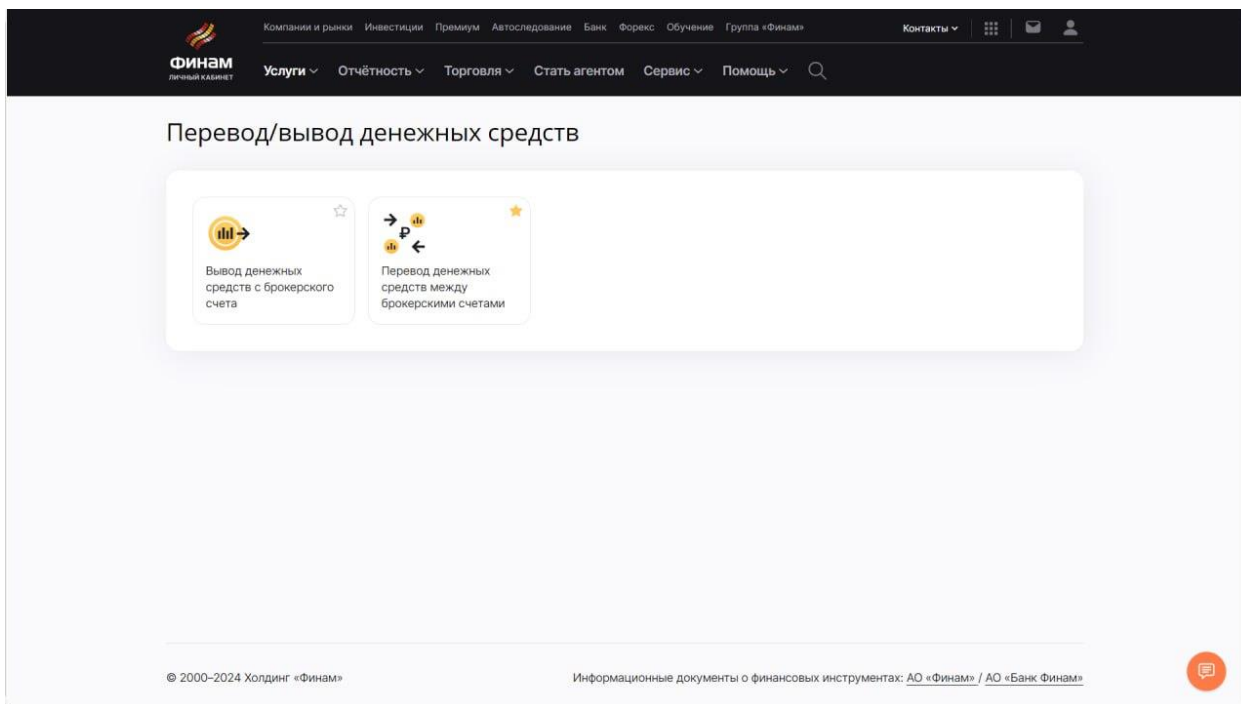 Компании и рынки Инвестиции Премиум Автоследование Банк Форекс Обучение Группа «Финам» Контакты
ФИНАМ
ЛИЧНЫЙ КАБИНЕТ
Услуги Отчётность Торговля Стать агентом Сервис Помощь
Перевод/вывод денежных средств
Вывод денежных
средств с брокерского
счета
Перевод денежных
средств между
брокерскими счетами
© 2000–2024 Холдинг «Финам»
Информационные документы о финансовых инструментах: АО «Финам» / АО «Банк Финам»